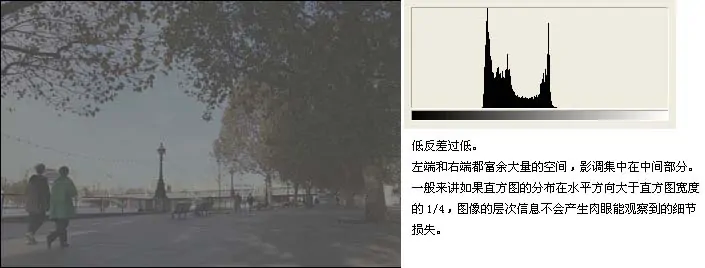 低反差过低。
左端和右端都富余大量的空间，影调集中在中间部分。
一般来讲如果直方图的分布在水平方向大于直方图宽度
的1/4，图像的层次信息不会产生肉眼能观察到的细节
损失。